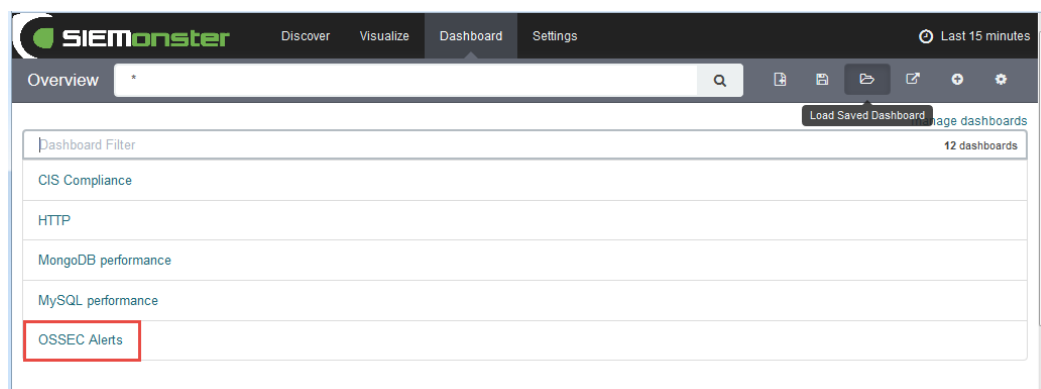 SIEMonster Discover Visualize Dashboard Settings Last 15 minutes
Overview *
Load Saved Dashboard
manage dashboards
Dashboard Filter 12 dashboards
CIS Compliance
HTTP
MongoDB performance
MySQL performance
OSSEC Alerts